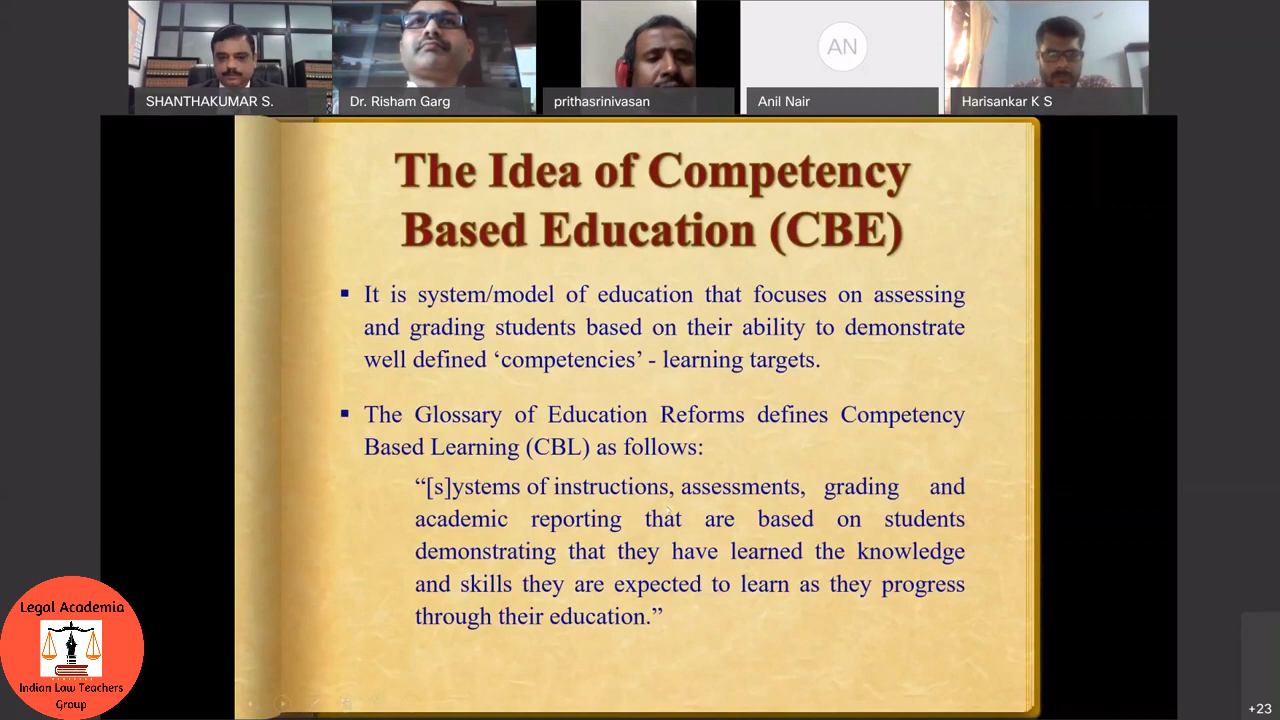 AN
SHANTHAKUMAR S.
Dr. Risham Garg
prithasrinivasan
Anil Nair
Harisankar K S
The Idea of Competency
Based Education (CBE)
▪ It is system/model of education that focuses on assessing
and grading students based on their ability to demonstrate
well defined ‘competencies’ - learning targets.
▪ The Glossary of Education Reforms defines Competency
Based Learning (CBL) as follows:
“[s]ystems of instructions, assessments, grading and
academic reporting that are based on students
demonstrating that they have learned the knowledge
and skills they are expected to learn as they progress
through their education.”
Legal Academia
Indian Law Teachers
Group
+23